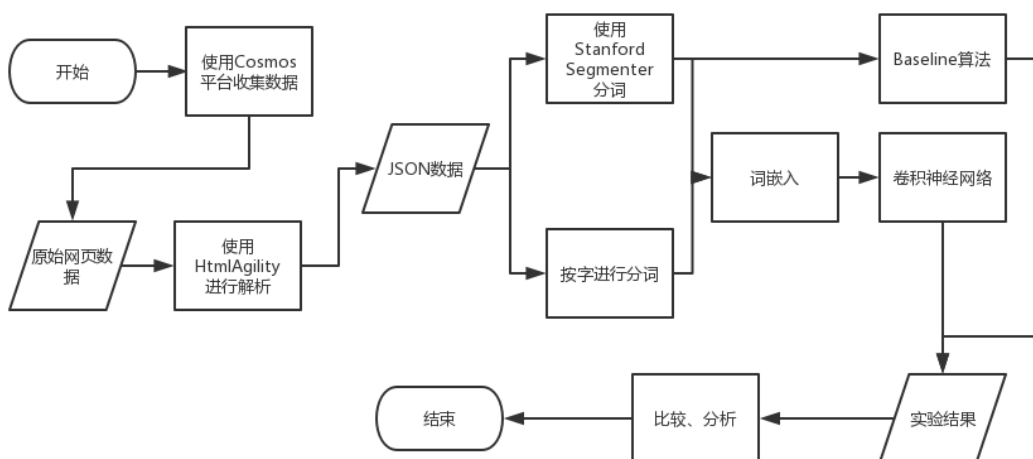 开始
使用Cosmos
平台收集数据
原始网页数
据
使用
HtmlAgility
进行解析
JSON数据
使用
Stanford
Segmenter
分词
按字进行分词
Baseline算法
词嵌入
卷积神经网络
实验结果
比较、分析
结束